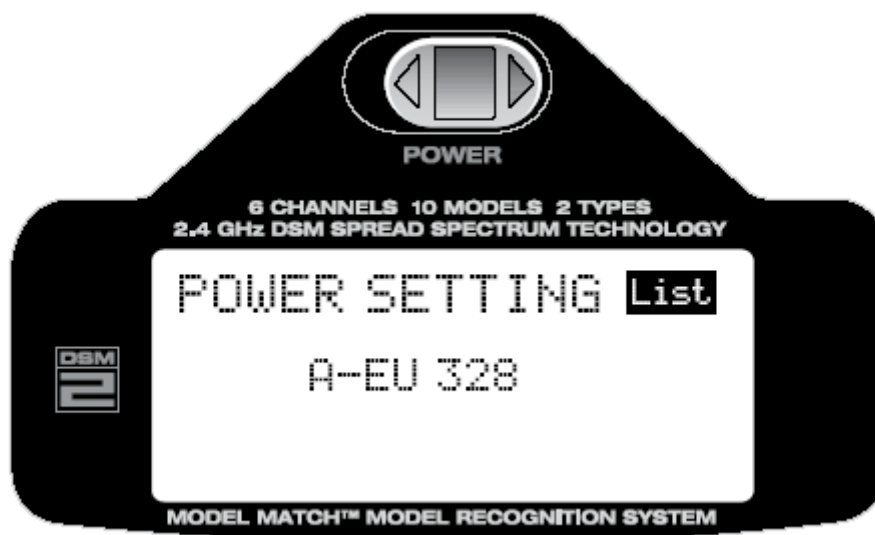 POWER
6 CHANNELS 10 MODELS 2 TYPES
2.4 GHz DSM SPREAD SPECTRUM TECHNOLOGY
POWER SETTING List
A-EU 328
DSM
2
MODEL MATCH™ MODEL RECOGNITION SYSTEM